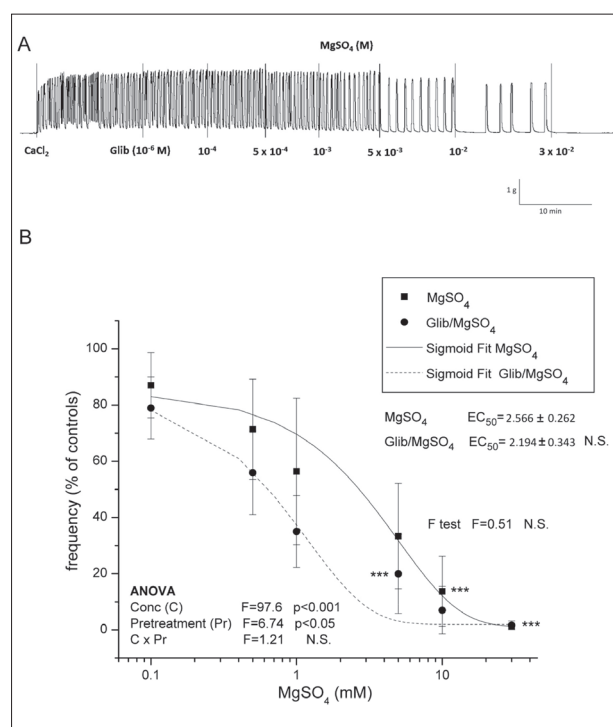 A
MgSO4 (M)
CaCl2 Glib (10-6 M) 10-4 5 x 10-4 10-3 5 x 10-3 10-2 3 x 10-2
1 g
10 min
B
MgSO4
Glib/MgSO4
Sigmoid Fit MgSO4
Sigmoid Fit Glib/MgSO4
MgSO4 EC50=2.566 ± 0.262
Glib/MgSO4 EC50=2.194±0.343 N.S.
F test F=0.51 N.S.
***
***
***
ANOVA
Conc (C) F=97.6 p<0.001
Pretreatment (Pr) F=6.74 p<0.05
C x Pr F=1.21 N.S.
frequency (% of controls)
100
80
60
40
20
0
0.1 1 10
MgSO4 (mM)